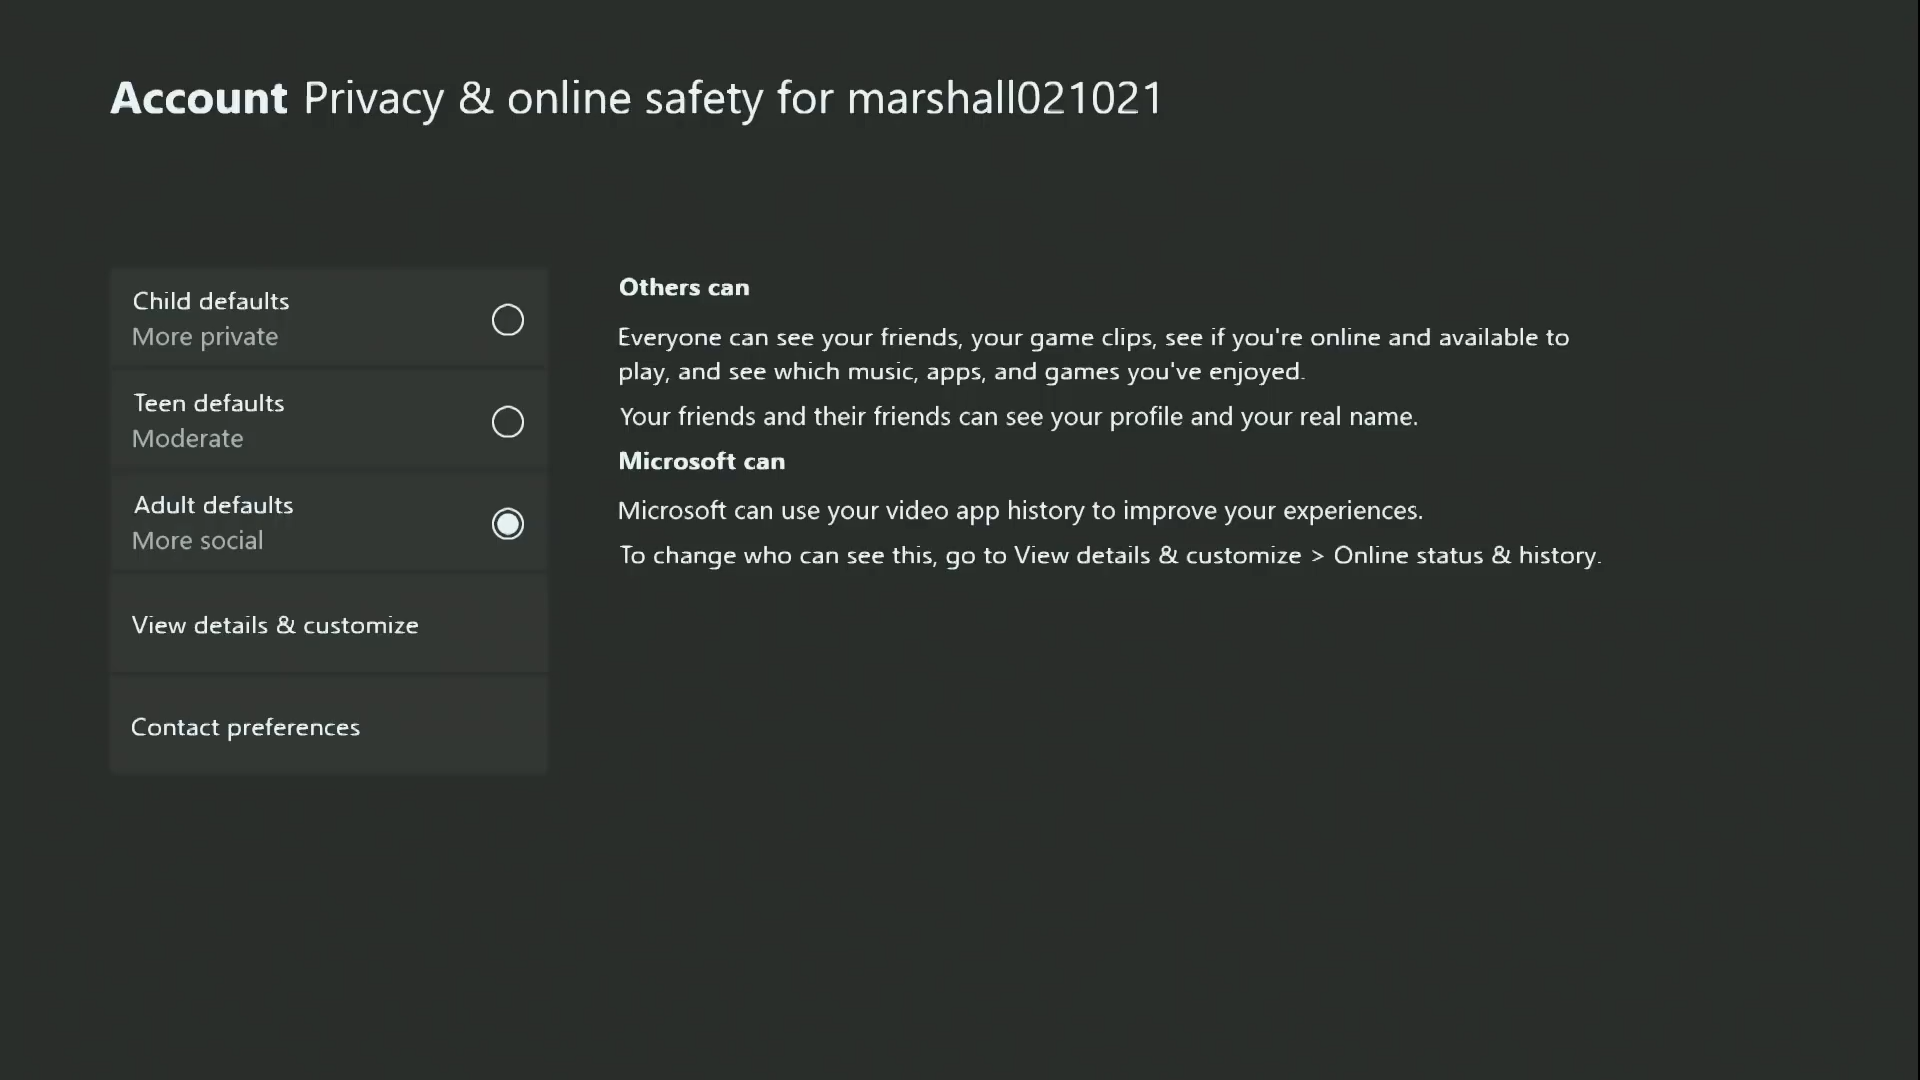 Account Privacy & online safety for marshall021021
Child defaults
More private
Teen defaults
Moderate
Adult defaults
More social
View details & customize
Contact preferences
Others can
Everyone can see your friends, your game clips, see if you're online and available to
play, and see which music, apps, and games you've enjoyed.
Your friends and their friends can see your profile and your real name.
Microsoft can
Microsoft can use your video app history to improve your experiences.
To change who can see this, go to View details & customize > Online status & history.